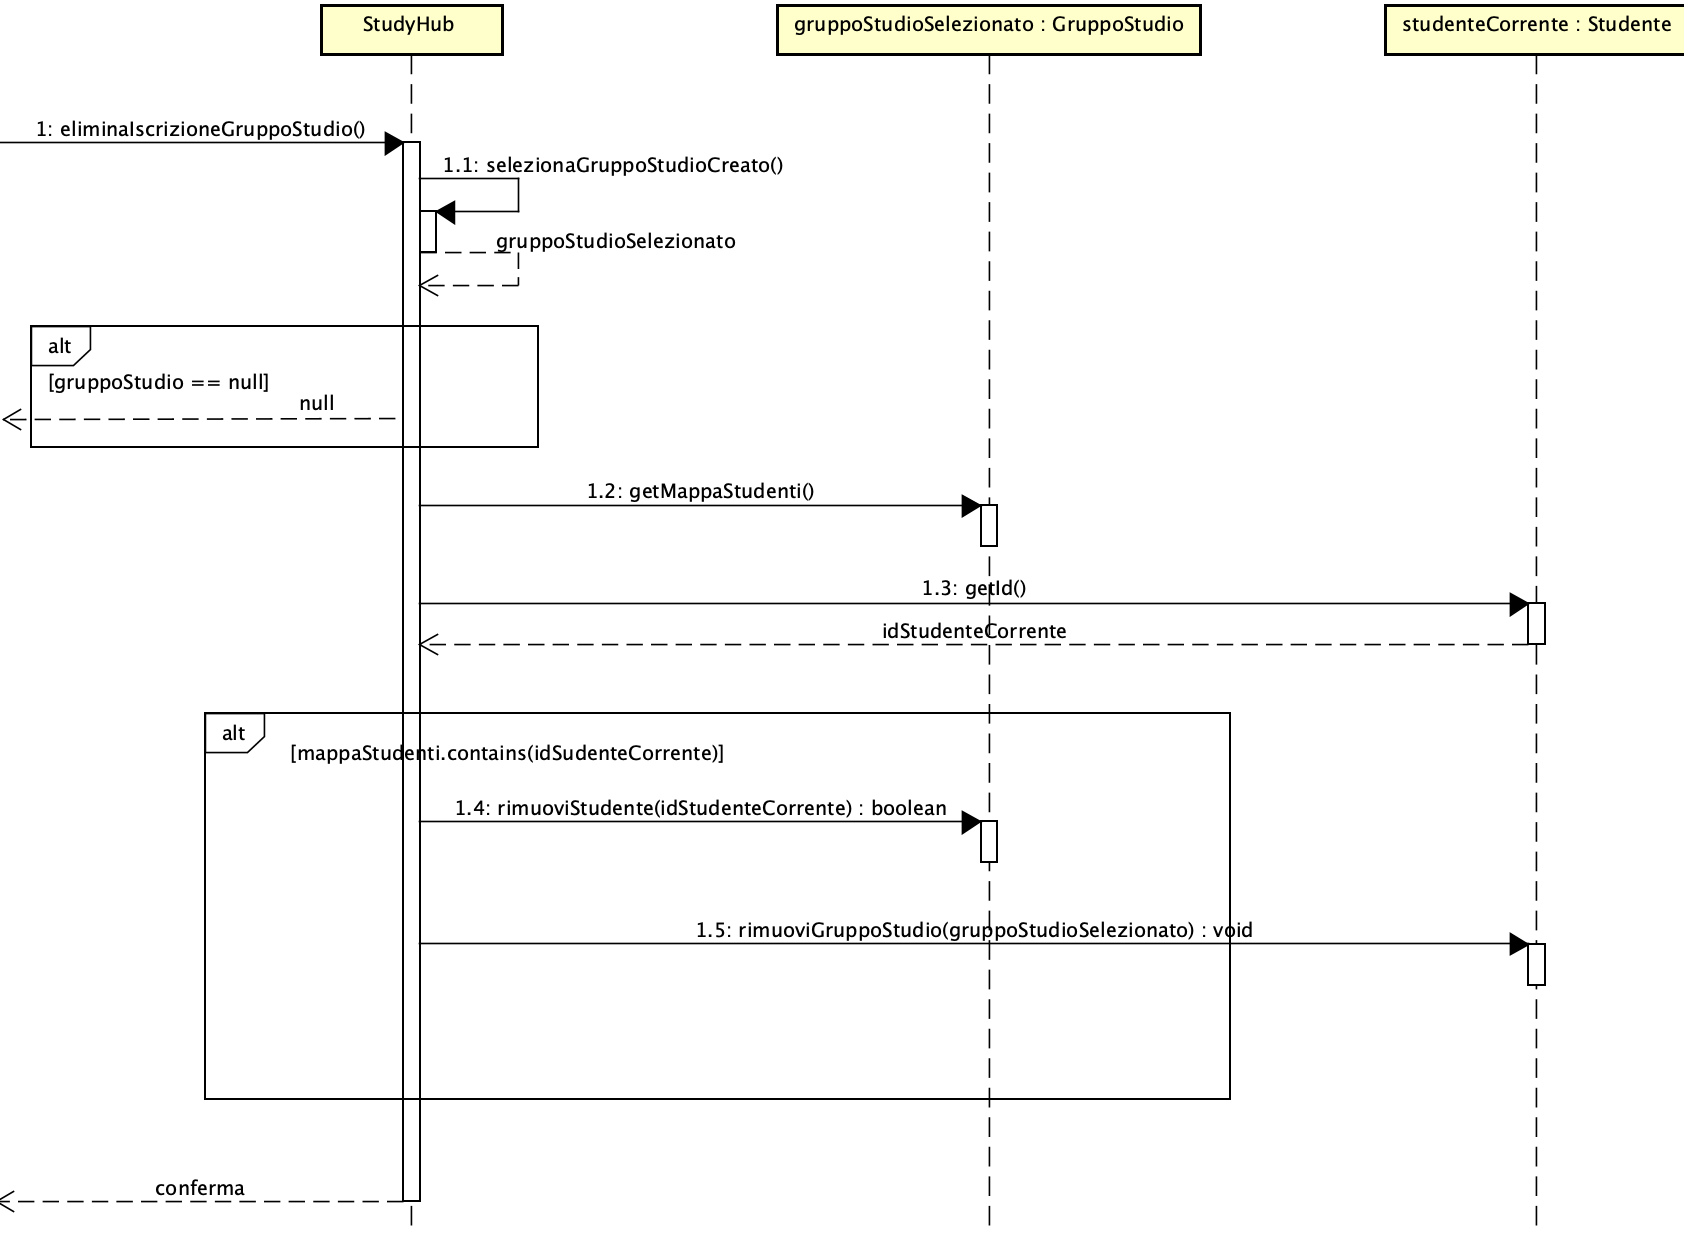 StudyHub
gruppoStudioSelezionato : GruppoStudio
studenteCorrente : Studente
1: eliminaIscrizioneGruppoStudio()
1.1: selezionaGruppoStudioCreato()
gruppoStudioSelezionato
alt
[gruppoStudio == null]
null
1.2: getMappaStudenti()
1.3: getId()
idStudenteCorrente
alt
[mappaStudenti.contains(idSudenteCorrente)]
1.4: rimuoviStudente(idStudenteCorrente) : boolean
1.5: rimuoviGruppoStudio(gruppoStudioSelezionato) : void
conferma